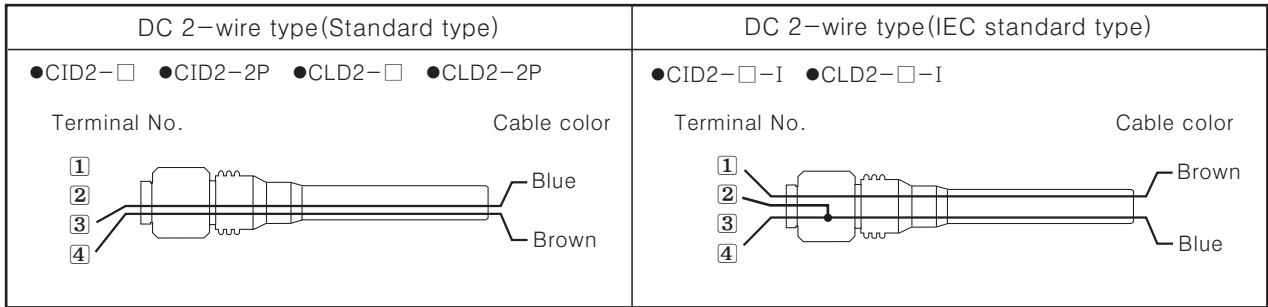 DC 2-wire type(Standard type)
●CID2-□ ●CID2-2P ●CLD2-□ ●CLD2-2P
Terminal No. Cable color
1
2
3
4
Blue
Brown
DC 2-wire type(IEC standard type)
●CID2-□-I ●CLD2-□-I
Terminal No. Cable color
1
2
3
4
Brown
Blue